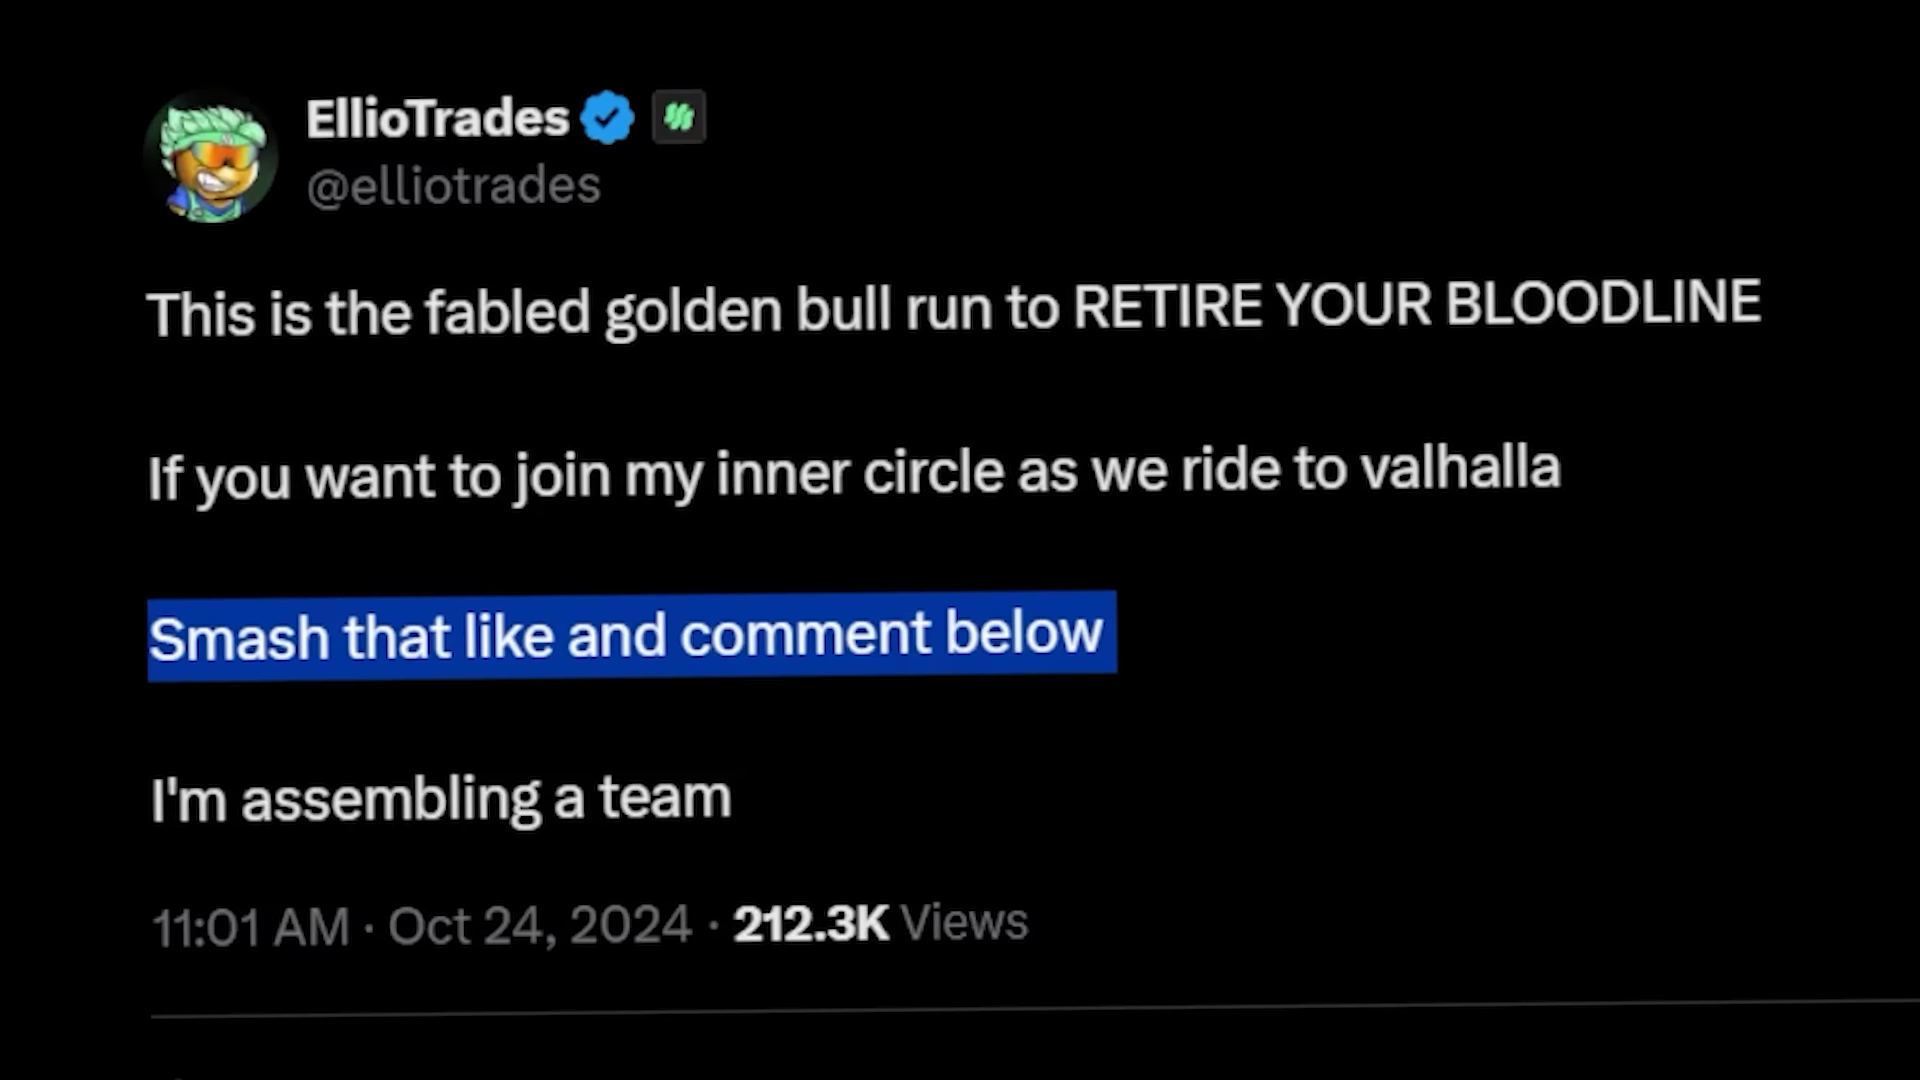 EllioTrades
@elliotrades
This is the fabled golden bull run to RETIRE YOUR BLOODLINE
If you want to join my inner circle as we ride to valhalla
Smash that like and comment below
I'm assembling a team
11:01 AM · Oct 24, 2024 · 212.3K Views